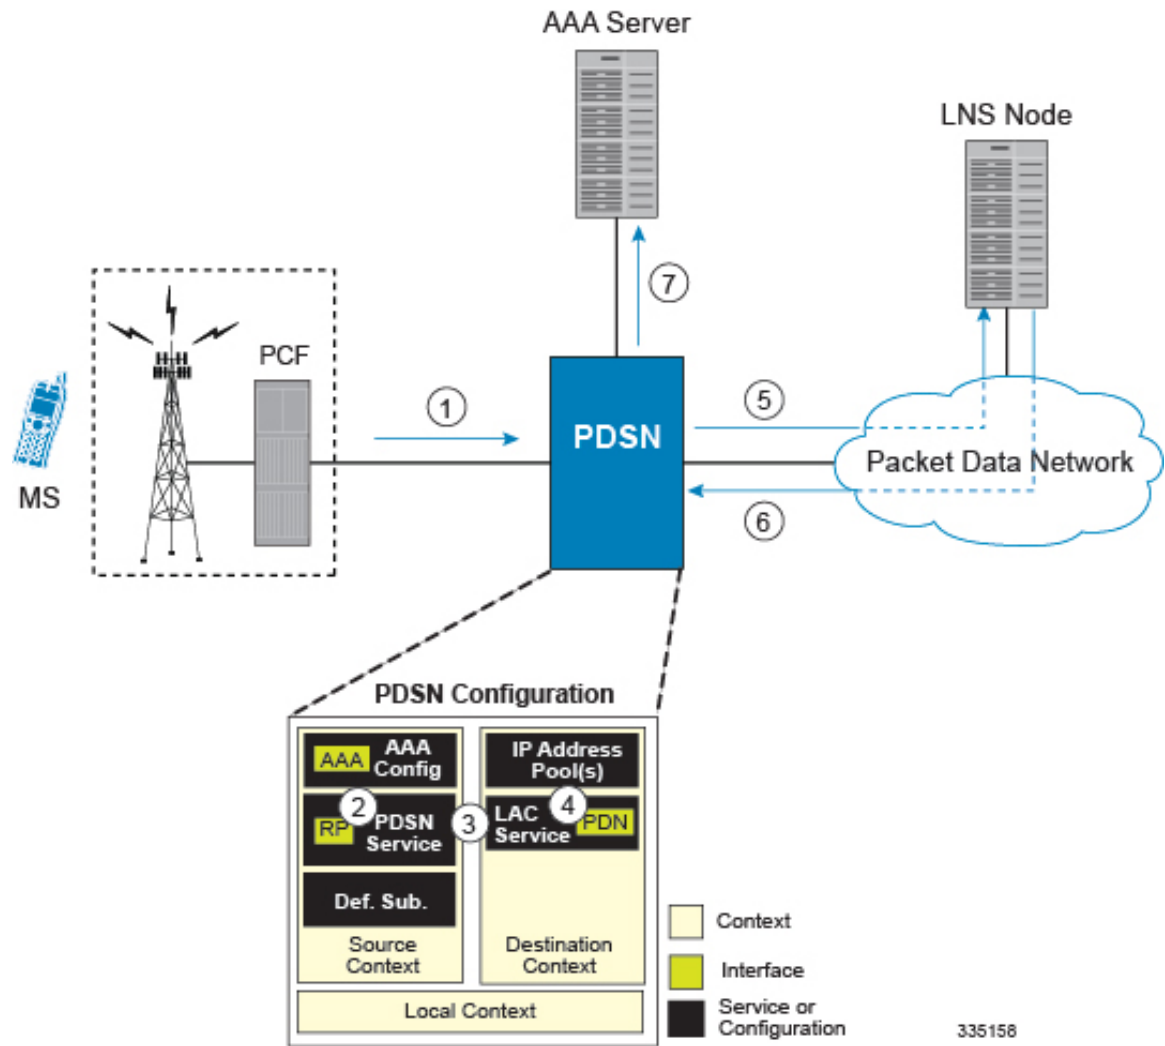 AAA Server
LNS Node
7
PCF
1
5
PDSN
Packet Data Network
MS
6
PDSN Configuration
AAA
AAA
Config
IP Address
Pool(s)
2
3
4
RP
PDSN
Service
LAC
Service
PDN
Def. Sub.
Source
Context
Destination
Context
Local Context
Context
Interface
Service or
Configuration
335158